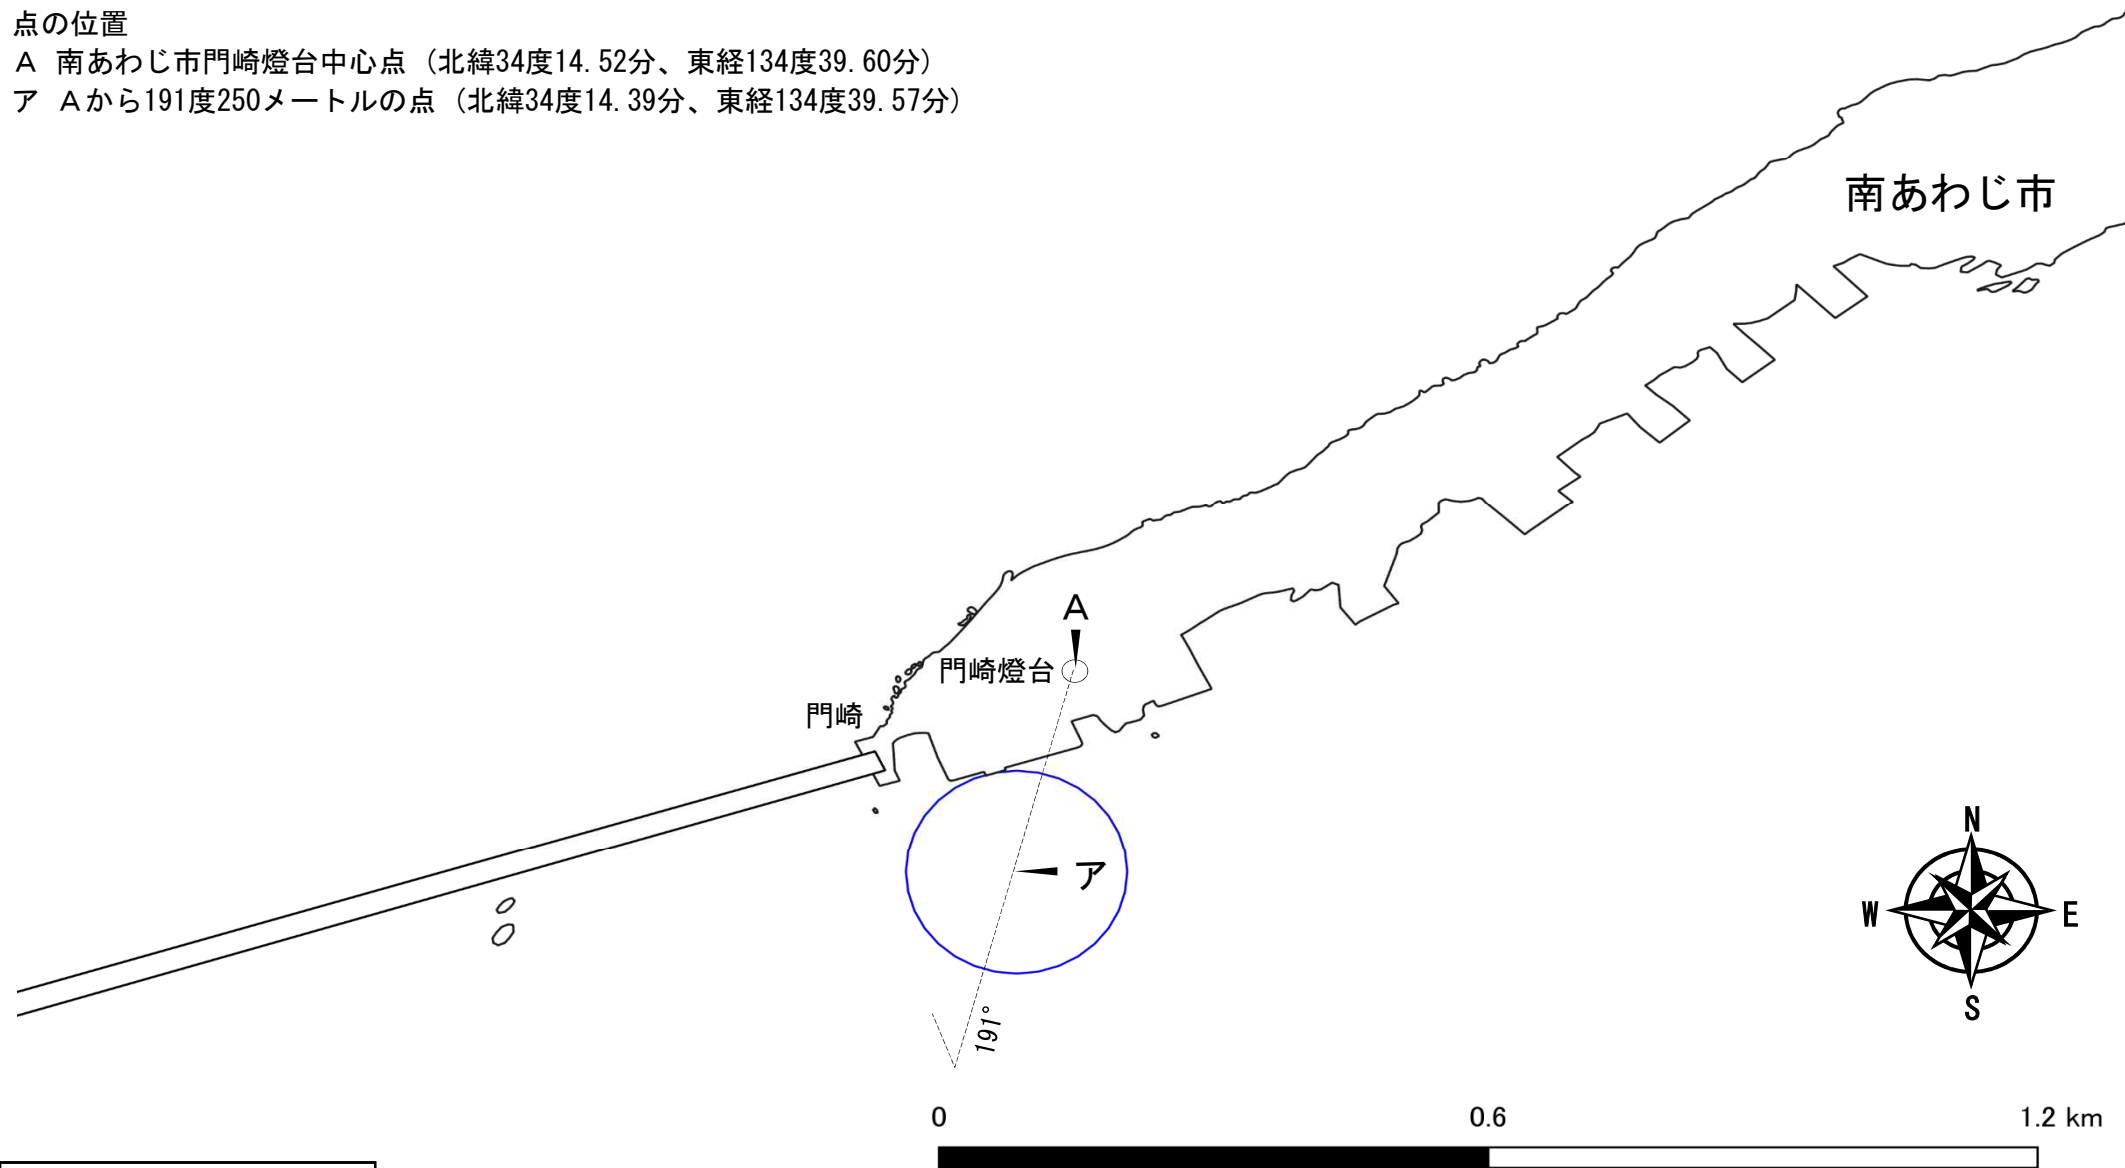 点の位置
A 南あわじ市門崎燈台中心点（北緯34度14.52分、東経134度39.60分）
ア Aから191度250メートルの点（北緯34度14.39分、東経134度39.57分）
南あわじ市
A
門崎燈台
門崎
ア
N
W E
S
191°
0 0.6 1.2 km